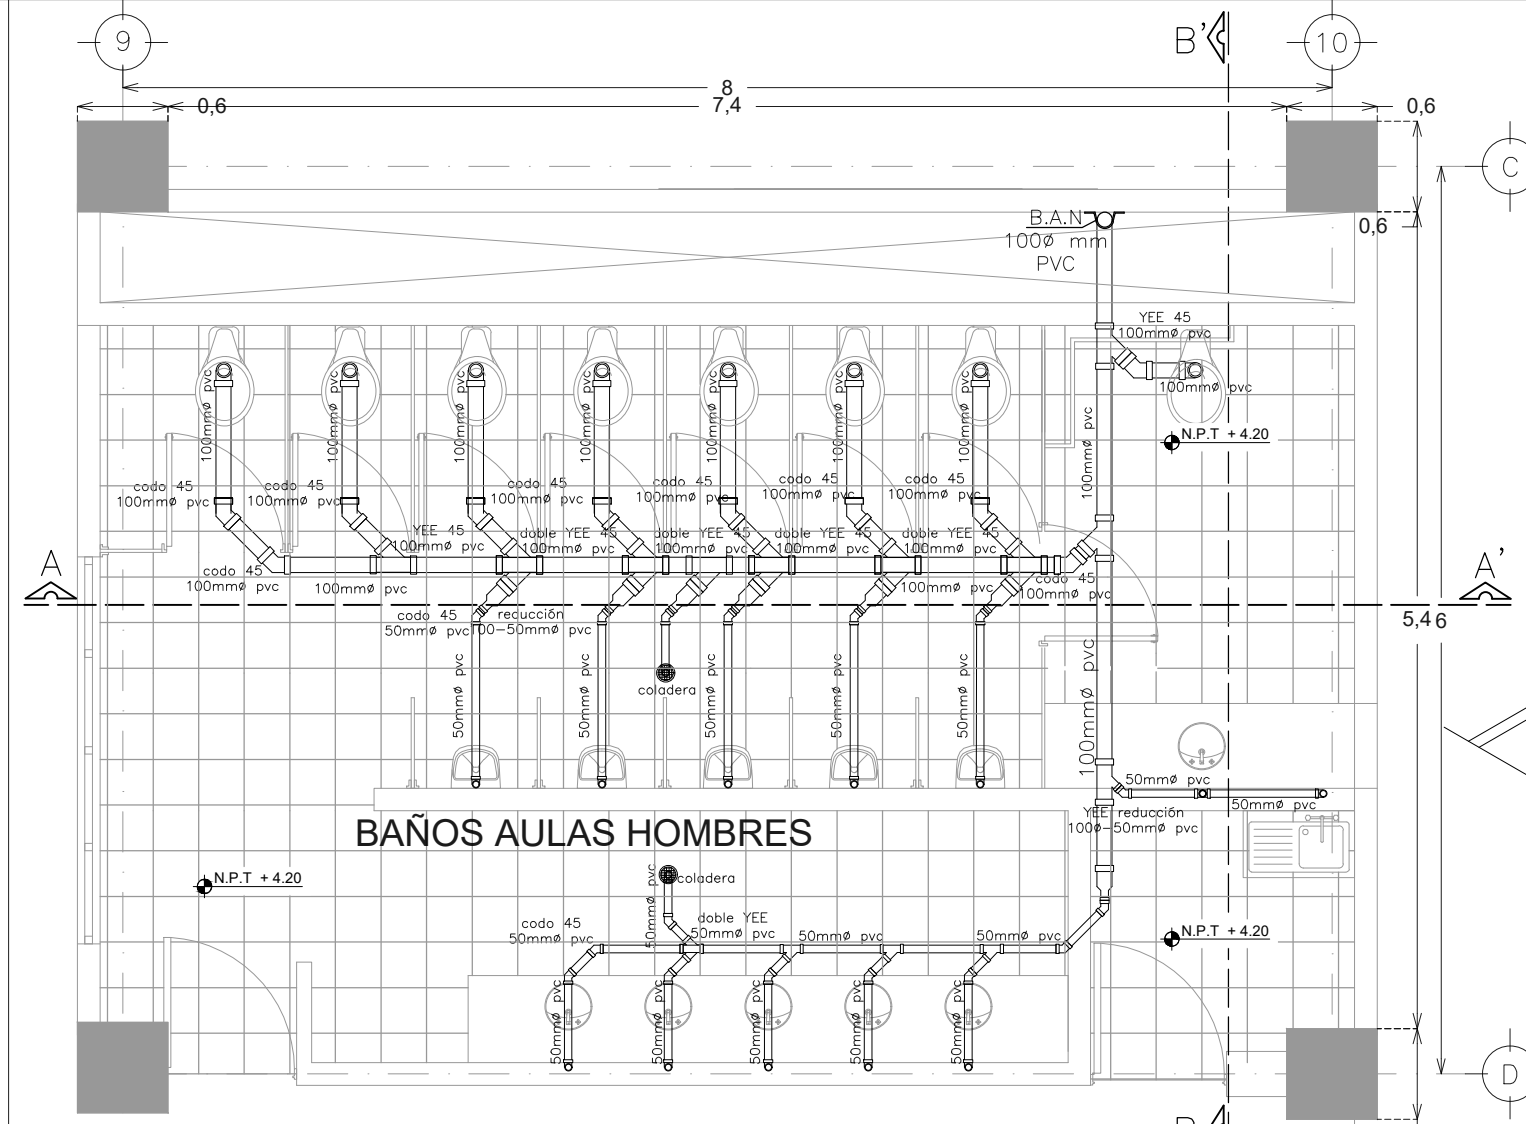 9
B'
10
8
0,6
7,4
0,6
C
B.A.N
100ø mm
PVC
0,6
YEE 45
100mmø pvc
100mmø pvc
100mmø pvc
100mmø pvc
100mmø pvc
100mmø pvc
100mmø pvc
100mmø pvc
100mmø pvc
100mmø pvc
N.P.T + 4.20
100mmø pvc
codo 45
100mmø pvc
codo 45
100mmø pvc
codo 45
100mmø pvc
codo 45
100mmø pvc
codo 45
100mmø pvc
codo 45
100mmø pvc
YEE 45
100mmø pvc
doble YEE 45
100mmø pvc
doble YEE 45
100mmø pvc
doble YEE 45
100mmø pvc
doble YEE 45
100mmø pvc
A
codo 45
100mmø pvc
100mmø pvc
100mmø pvc
codo 45
100mmø pvc
A'
codo 45
50mmø pvc
reducción
100-50mmø pvc
5,4
6
50mmø pvc
50mmø pvc
coladera
50mmø pvc
50mmø pvc
50mmø pvc
100mmø pvc
50mmø pvc
50mmø pvc
YEE reducción
100ø-50mmø pvc
BAÑOS AULAS HOMBRES
N.P.T + 4.20
50mmø pvc
coladera
codo 45
50mmø pvc
doble YEE
50mmø pvc
50mmø pvc
50mmø pvc
N.P.T + 4.20
50mmø pvc
50mmø pvc
50mmø pvc
50mmø pvc
50mmø pvc
D